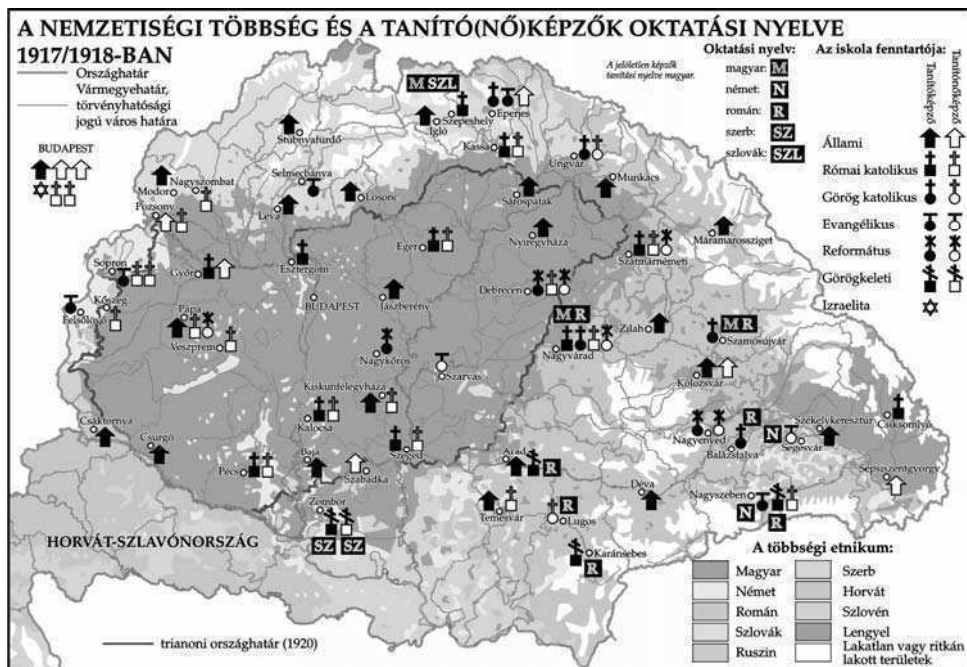 A NEMZETISÉGI TÖBBSÉG ÉS A TANÍTÓ(NŐ)KÉPZŐK OKTATÁSI NYELVE
1917/1918-BAN
Országhatár
Vármegyehatár,
törvényhatósági
jogú város határa
BUDAPEST
A jelöletlen képzők
tanítási nyelve magyar.
Oktatási nyelv:
magyar: M
német: N
román: R
szerb: SZ
szlovák: SZL
Az iskola fenntartója:
Tanítóképző
Tanítónőképző
Állami
Római katolikus
Görög katolikus
Evangélikus
Református
Görögkeleti
Izraelita
M SZL
Szepeshely
Igló
Eperjes
Stubnyafürdő
Kassa
Ungvár
Munkács
Selmecbánya
Modor
Nagyszombat
Losonc
Sárospatak
Léva
Pozsony
Nyíregyháza
Máramarossziget
Eger
Szatmárnémeti
Sopron
Győr
Esztergom
BUDAPEST
Debrecen
Jászberény
Kőszeg
Felsőlövő
Pápa
M R
Zilah
M R
Szamosújvár
Veszprém
Nagykőrös
Nagyvárad
Szarvas
Kolozsvár
Kiskunfélegyháza
Kalocsa
Csáktornya
Csurgó
R
Székelykeresztúr
Csíksomlyó
Nagyenyed
N
Balázsfalva
Segesvár
Szeged
Pécs
Baja
Szabadka
Arad
R
Sepsiszentgyörgy
Déva
Nagyszeben
Zombor
Temesvár
R
Lugos
N
R
SZ SZ
HORVÁT-SZLAVÓNORSZÁG
Karánsebes
R
A többségi etnikum:
Magyar
Német
Román
Szlovák
Ruszin
Szerb
Horvát
Szlovén
Lengyel
Lakatlan vagy ritkán
lakott területek
trianoni országhatár (1920)